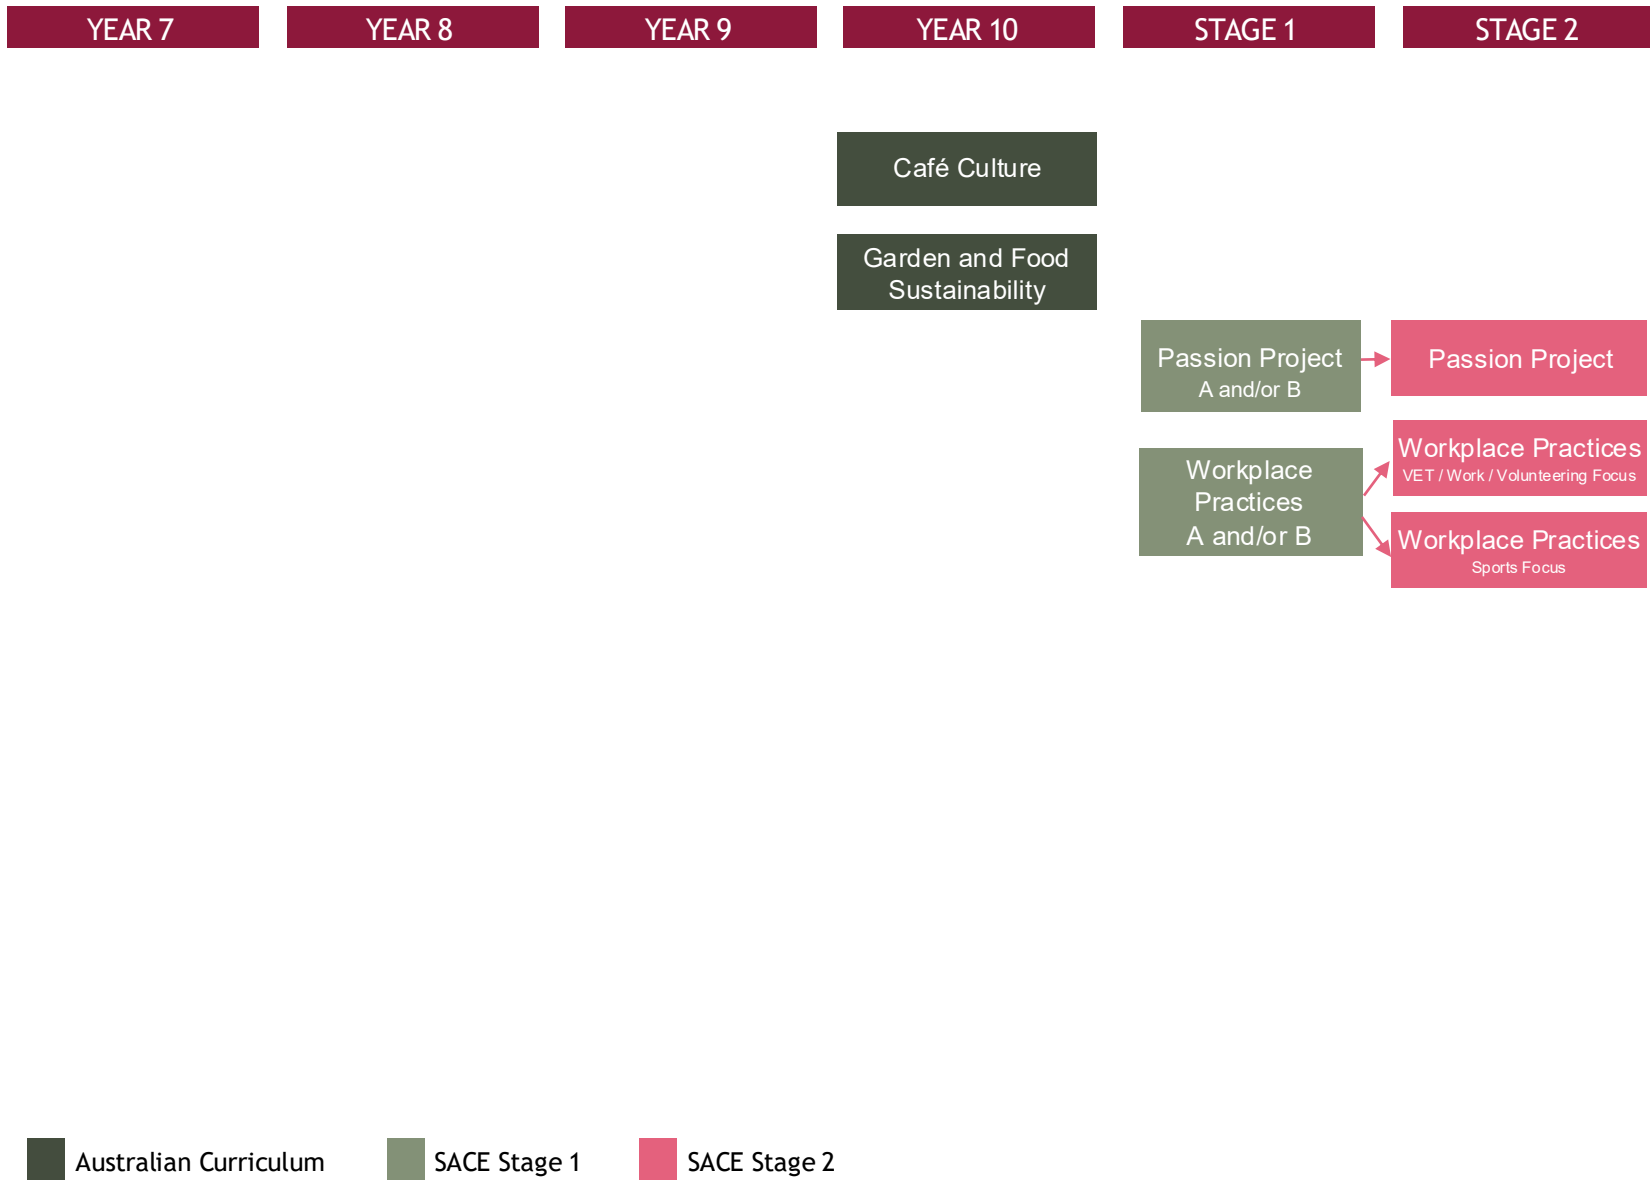 YEAR 7
YEAR 8
YEAR 9
YEAR 10
STAGE 1
STAGE 2
Café Culture
Garden and Food
Sustainability
Passion Project
A and/or B
Passion Project
Workplace
Practices
A and/or B
Workplace Practices
VET / Work / Volunteering Focus
Workplace Practices
Sports Focus
Australian Curriculum
SACE Stage 1
SACE Stage 2